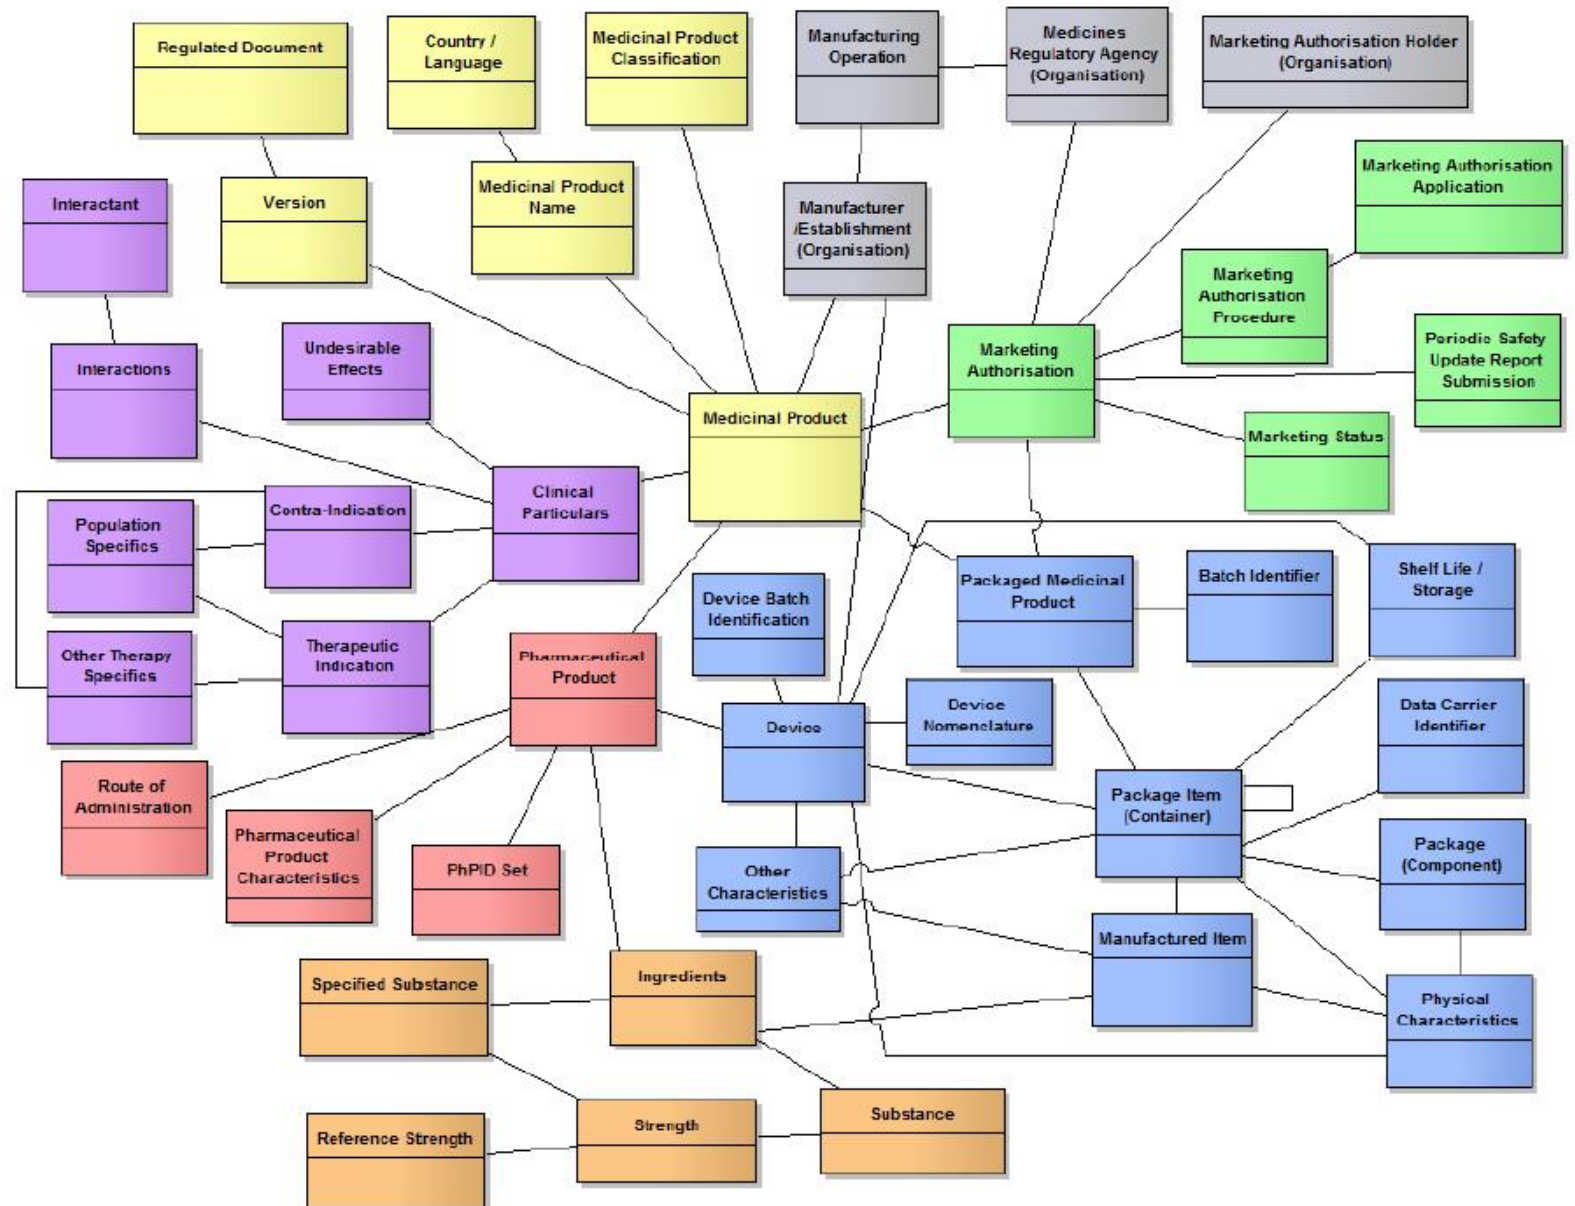 Regulated Document
Country /
Language
Medicinal Product
Classification
Manufacturing
Operation
Medicines
Regulatory Agency
(Organisation)
Marketing Authorisation Holder
(Organisation)
Marketing Authorisation
Application
Interactant
Version
Medicinal Product
Name
Manufacturer
/Establishment
(Organisation)
Marketing
Authorisation
Procedure
Interactions
Undesirable
Effects
Marketing
Authorisation
Periodic Safety
Update Report
Submission
Medicinal Product
Marketing Status
Clinical
Particulars
Contra-Indication
Population
Specifics
Packaged Medicinal
Product
Batch Identifier
Shelf Life /
Storage
Device Batch
Identification
Other Therapy
Specifics
Therapeutic
Indication
Pharmaceutical
Product
Device
Device
Nomenclature
Data Carrier
Identifier
Route of
Administration
Package Item
(Container)
Pharmaceutical
Product
Characteristics
PhPID Set
Other
Characteristics
Package
(Component)
Manufactured Item
Specified Substance
Ingredients
Physical
Characteristics
Reference Strength
Strength
Substance